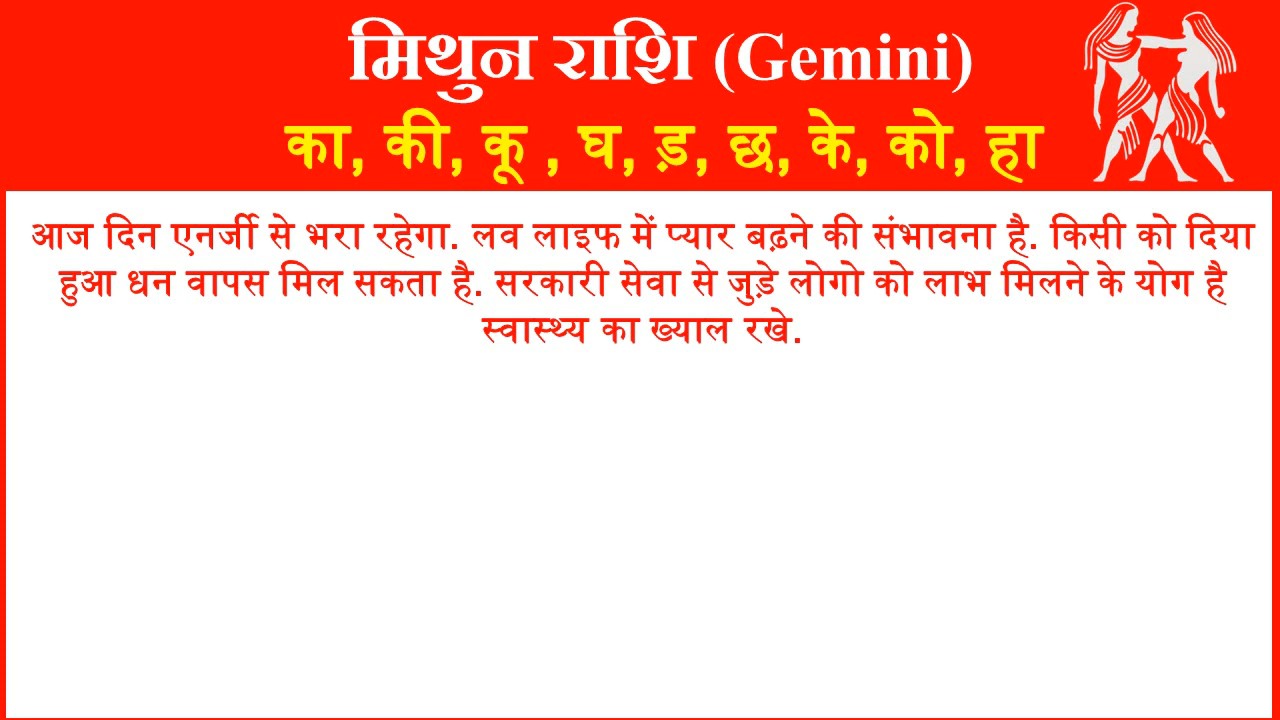 मिथुन राशि (Gemini)
का, की, कू , घ, ड़, छ, के, को, हा
आज दिन एनर्जी से भरा रहेगा. लव लाइफ में प्यार बढ़ने की संभावना है. किसी को दिया
हुआ धन वापस मिल सकता है. सरकारी सेवा से जुड़े लोगो को लाभ मिलने के योग है
स्वास्थ्य का ख्याल रखे.